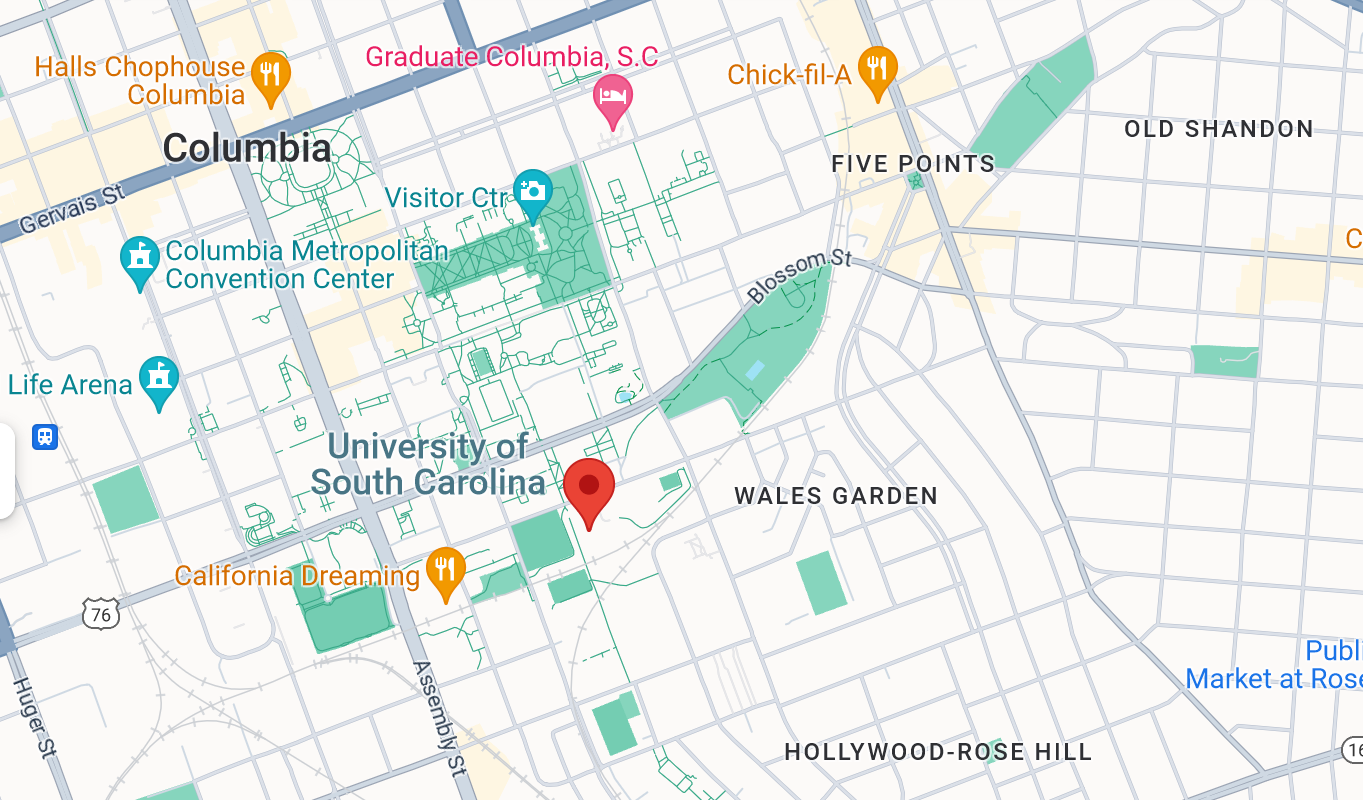 Halls Chophouse
Columbia
Graduate Columbia, S.C
Chick-fil-A
OLD SHANDON
Columbia
FIVE POINTS
Visitor Ctr
Gervais St
Columbia Metropolitan
Convention Center
C
Blossom St
Life Arena
University of
South Carolina
WALES GARDEN
California Dreaming
76
Publi
Market at Rose
Huger St
Assembly St
HOLLYWOOD-ROSE HILL
16